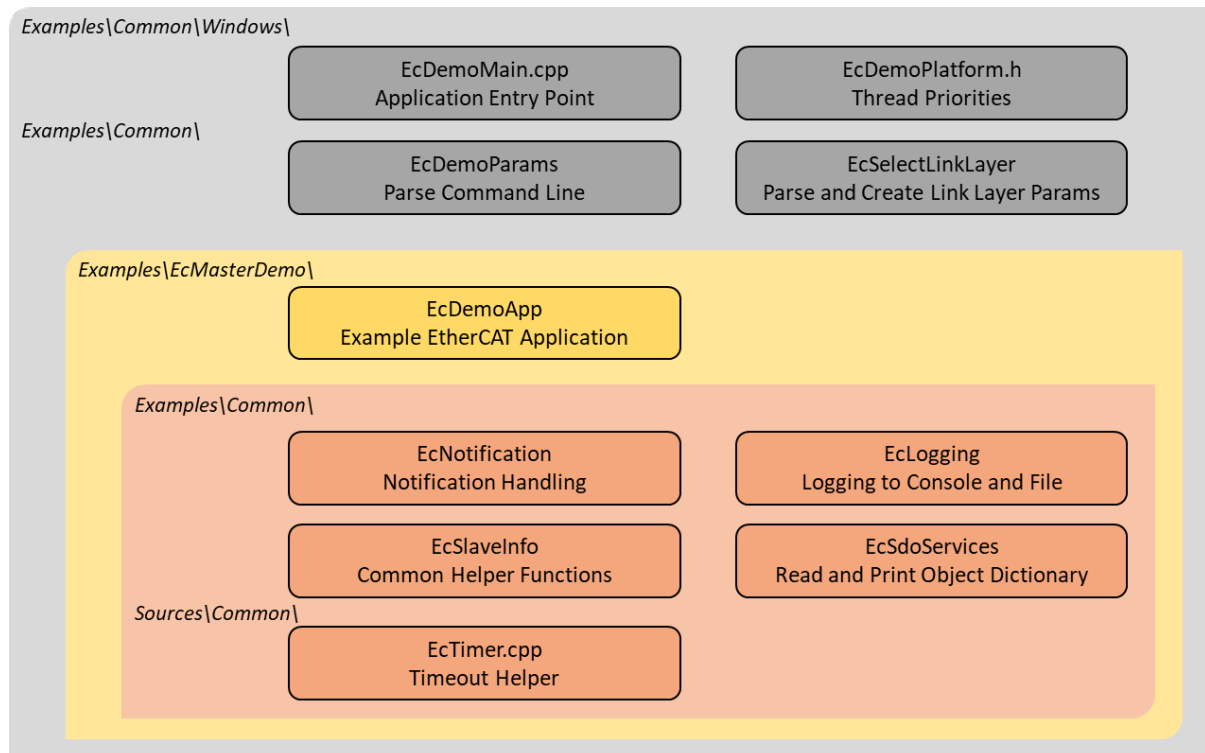 Examples\Common\Windows\
EcDemoMain.cpp
Application Entry Point
EcDemoPlatform.h
Thread Priorities
Examples\Common\
EcDemoParams
Parse Command Line
EcSelectLinkLayer
Parse and Create Link Layer Params
Examples\EcMasterDemo\
EcDemoApp
Example EtherCAT Application
Examples\Common\
EcNotification
Notification Handling
EcLogging
Logging to Console and File
EcSlaveInfo
Common Helper Functions
EcSdoServices
Read and Print Object Dictionary
Sources\Common\
EcTimer.cpp
Timeout Helper